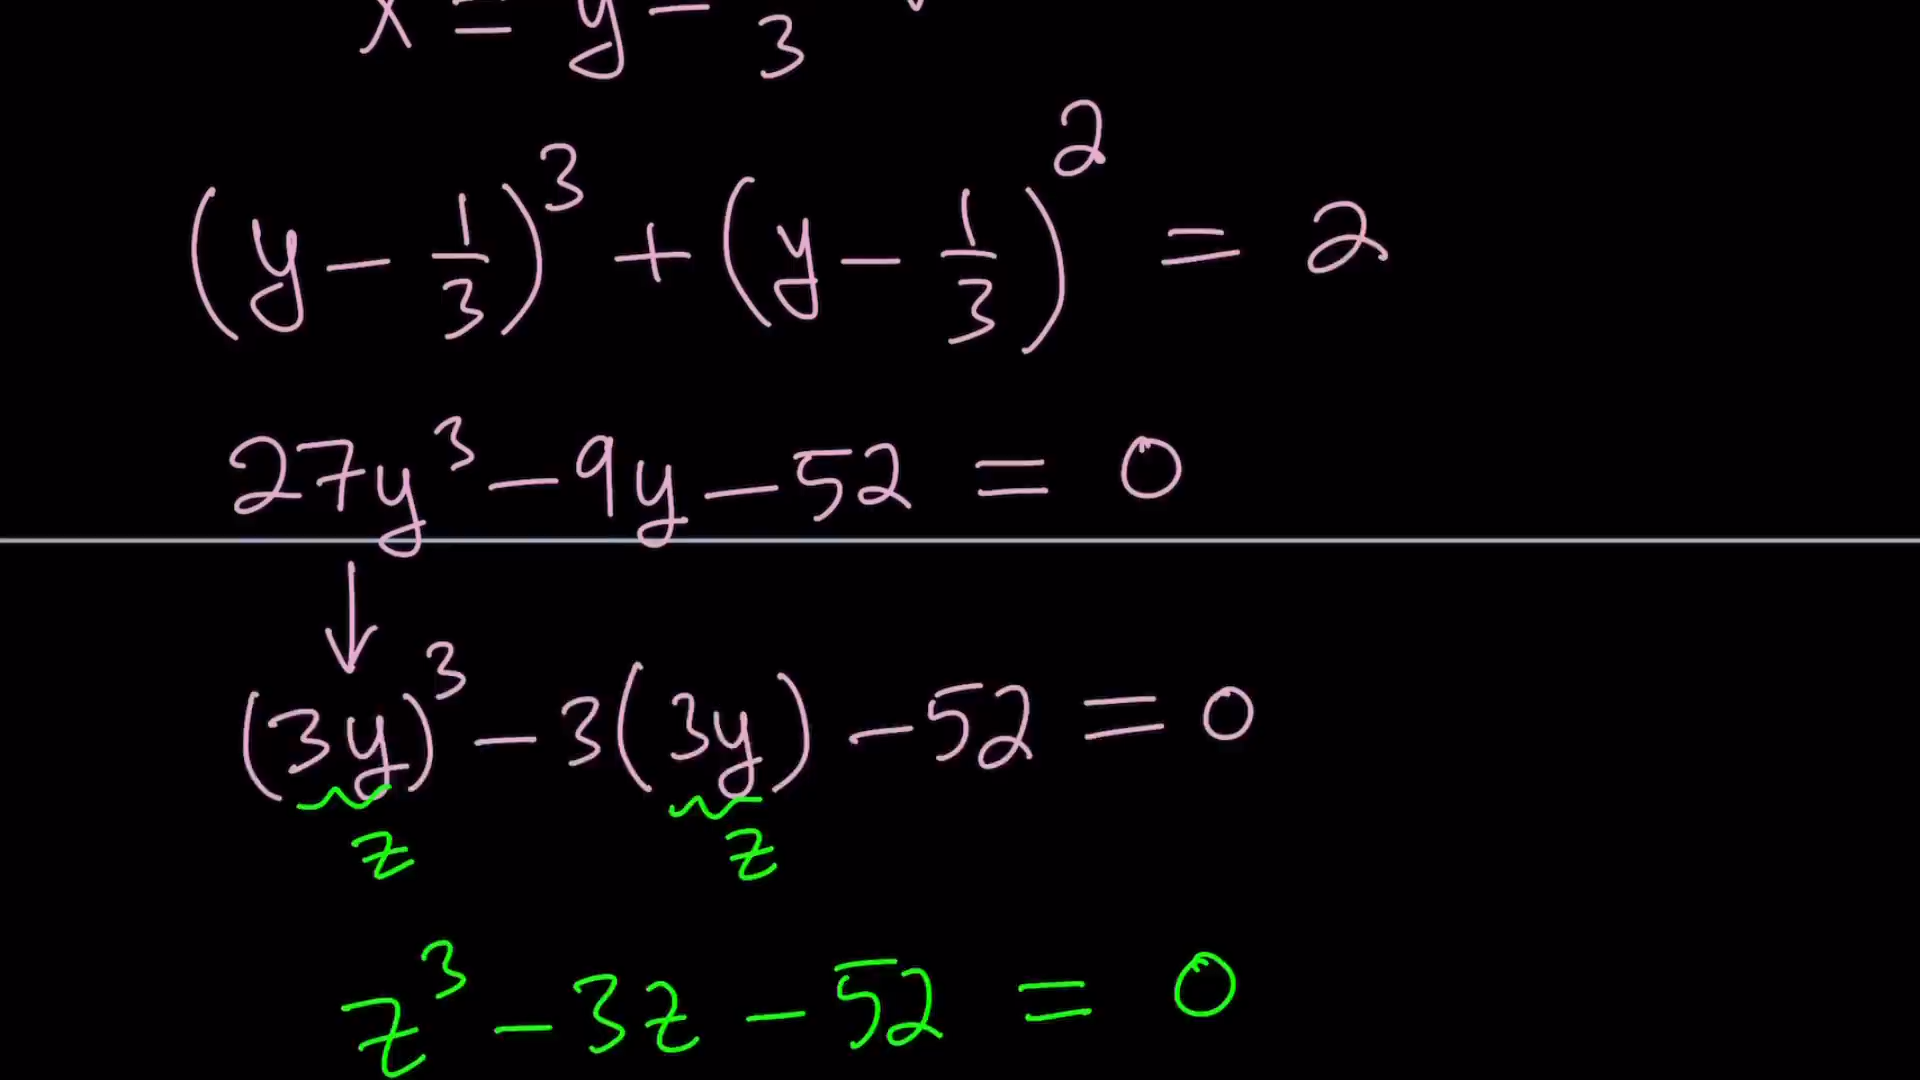 x = y - 3
(y - 1/3)³ + (y - 1/3)² = 2
27y³ - 9y - 52 = 0
↓
(3y)³ - 3(3y) - 52 = 0
z z
z³ - 3z - 52 = 0